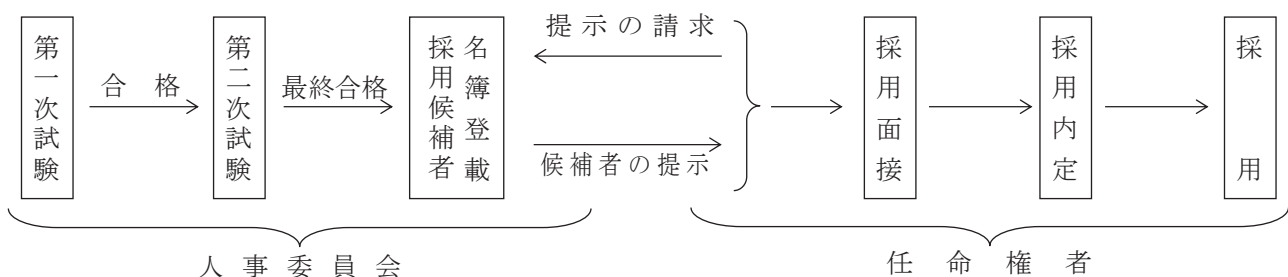 第一次試験
合格
第二次試験
最終合格
採用候補者
名簿登載
提示の請求
候補者の提示
採用面接
採用内定
採用
人事委員会
任命権者